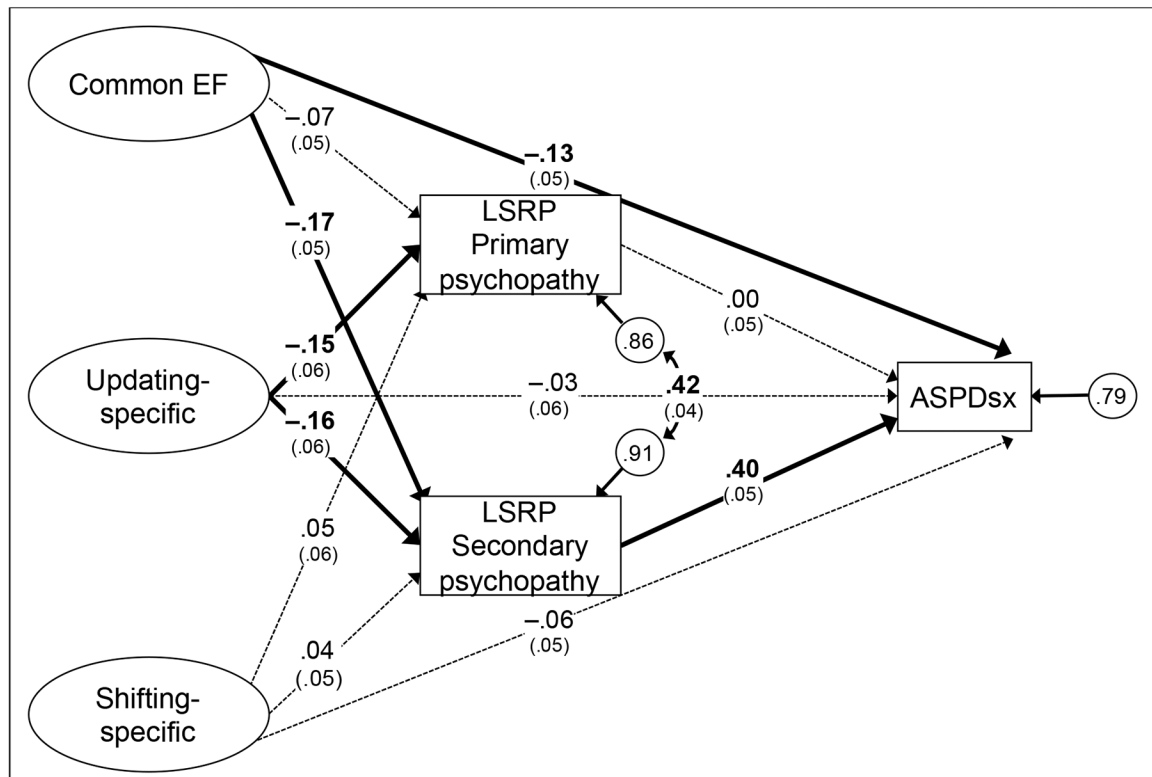 Common EF
–.07
(.05)
–.13
(.05)
–.17
(.05)
LSRP
Primary
psychopathy
.00
(.05)
.86
–.15
(.06)
Updating-
specific
–.03
(.06)
.42
(.04)
ASPDsx
.79
–.16
(.06)
.91
.40
(.05)
LSRP
Secondary
psychopathy
.05
(.06)
–.06
(.05)
.04
(.05)
Shifting-
specific